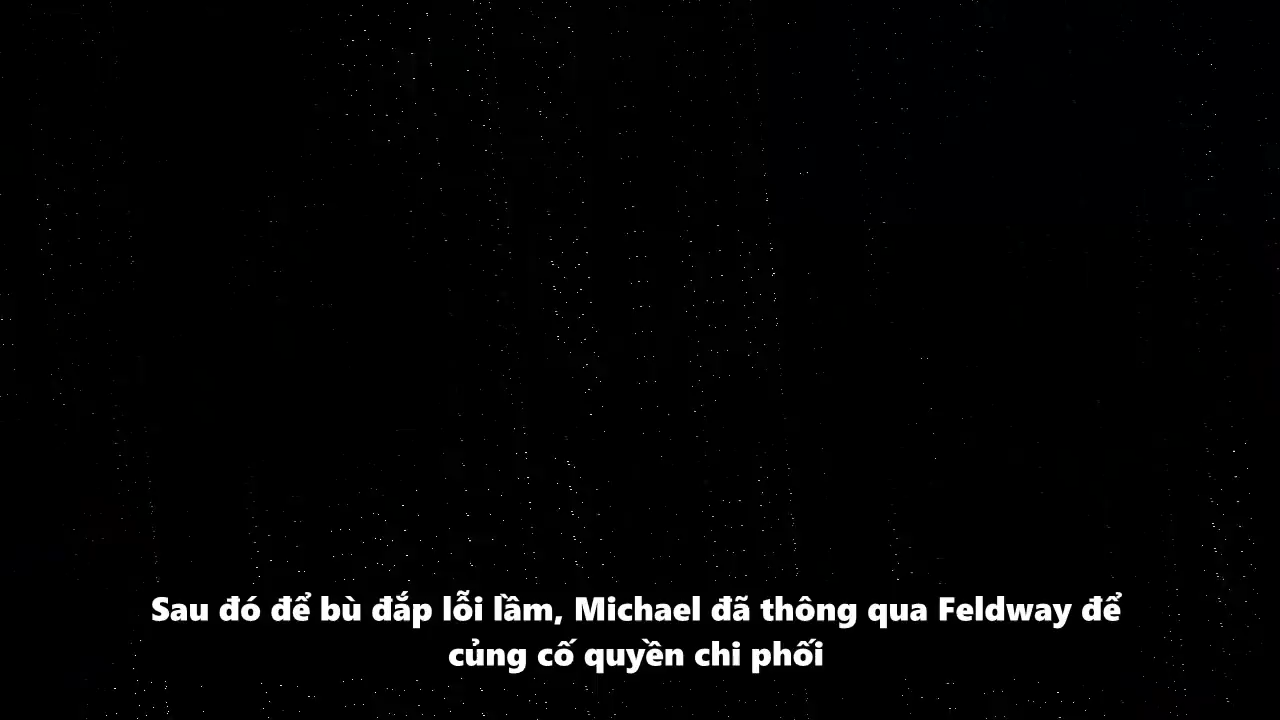 Sau đó để bù đắp lỗi lầm, Michael đã thông qua Feldway để
củng cố quyền chi phối